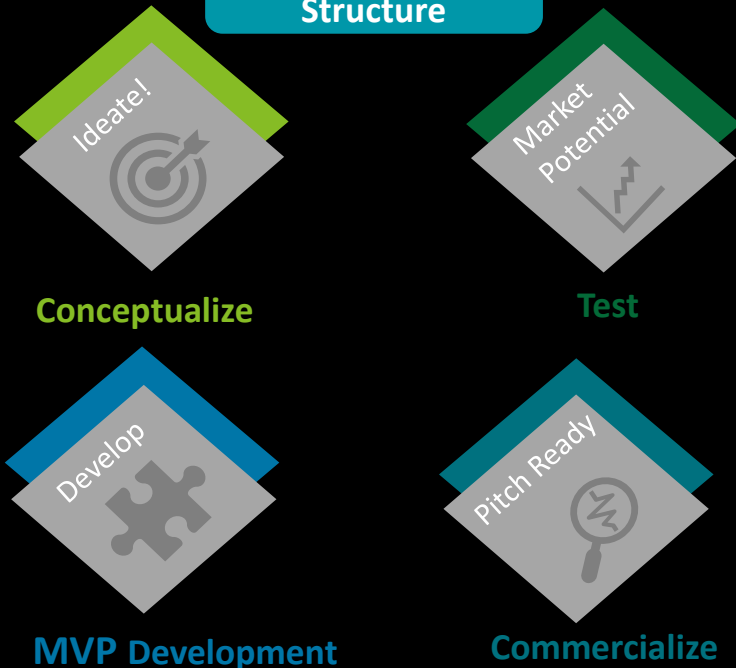 Structure
Ideate!
Conceptualize
Market
Potential
Test
Develop
MVP Development
Pitch Ready
Commercialize